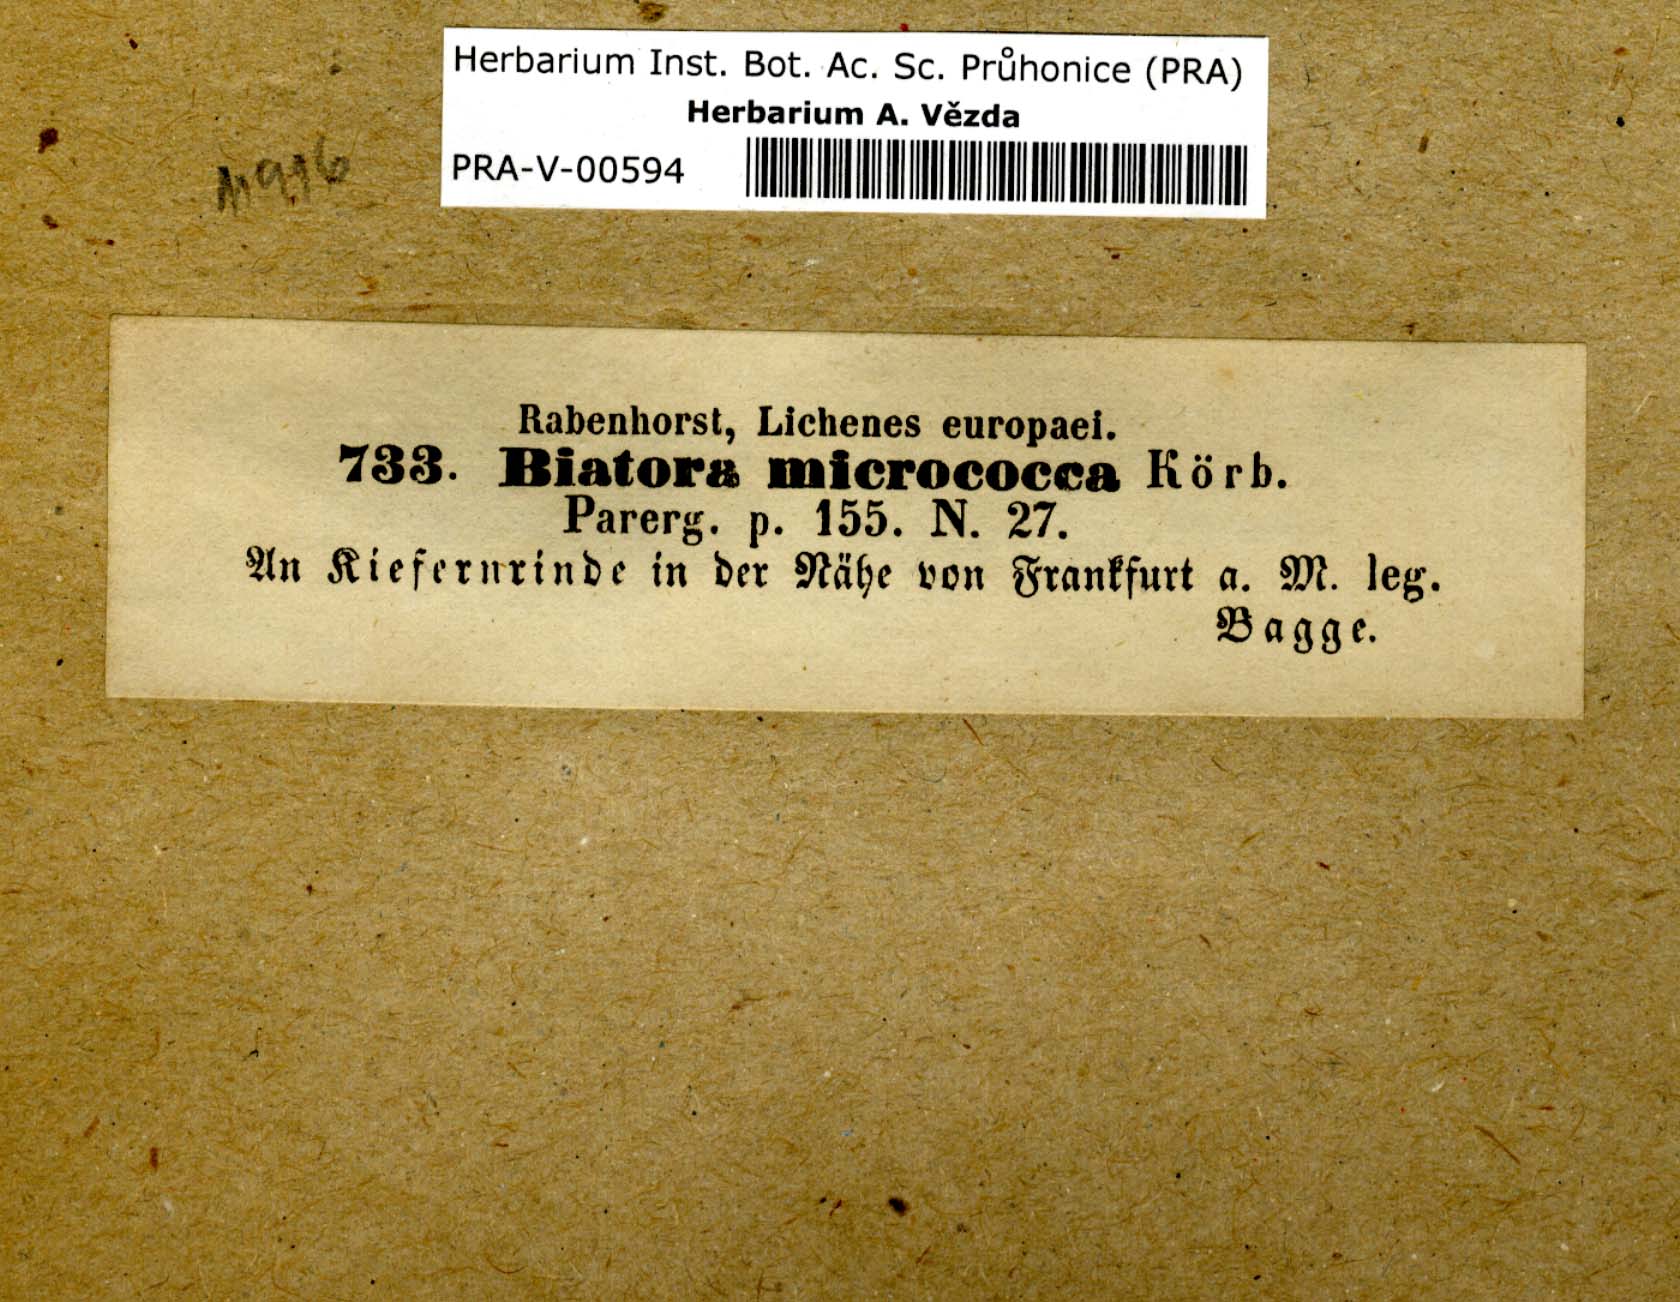 Herbarium Inst. Bot. Ac. Sc. Průhonice (PRA)
Herbarium A. Vězda
PRA-V-00594
Rabenhorst, Lichenes europaei.
733. Biatora micrococca Körb.
Parerg. p. 155. N. 27.
An Kiefernrinde in der Nähe von Frankfurt a. M. leg.
Bagge.